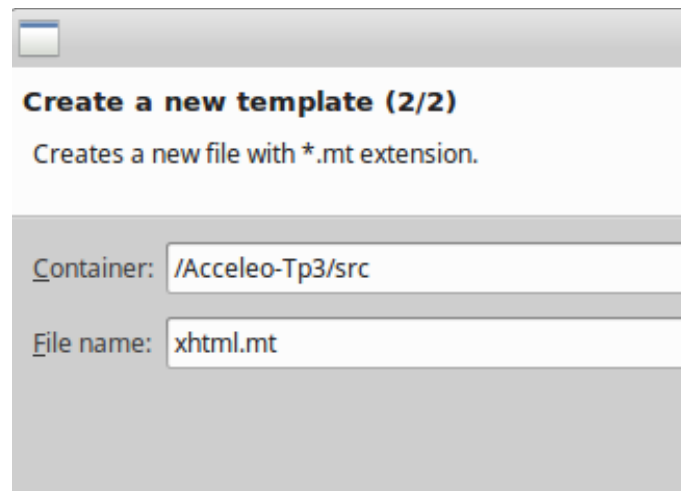 Create a new template (2/2)
Creates a new file with *.mt extension.
Container: /Acceleo-Tp3/src
File name: xhtml.mt